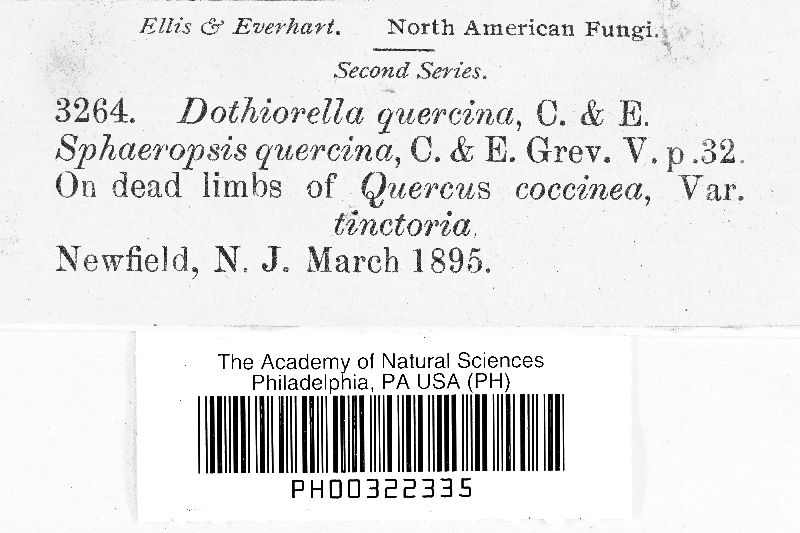 Ellis & Everhart. North American Fungi.
Second Series.
3264. Dothiorella quercina, C. & E.
Sphaeropsis quercina, C. & E. Grev. V. p.32.
On dead limbs of Quercus coccinea, Var.
tinctoria.
Newfield, N. J. March 1895.
The Academy of Natural Sciences
Philadelphia, PA USA (PH)
PH00322335